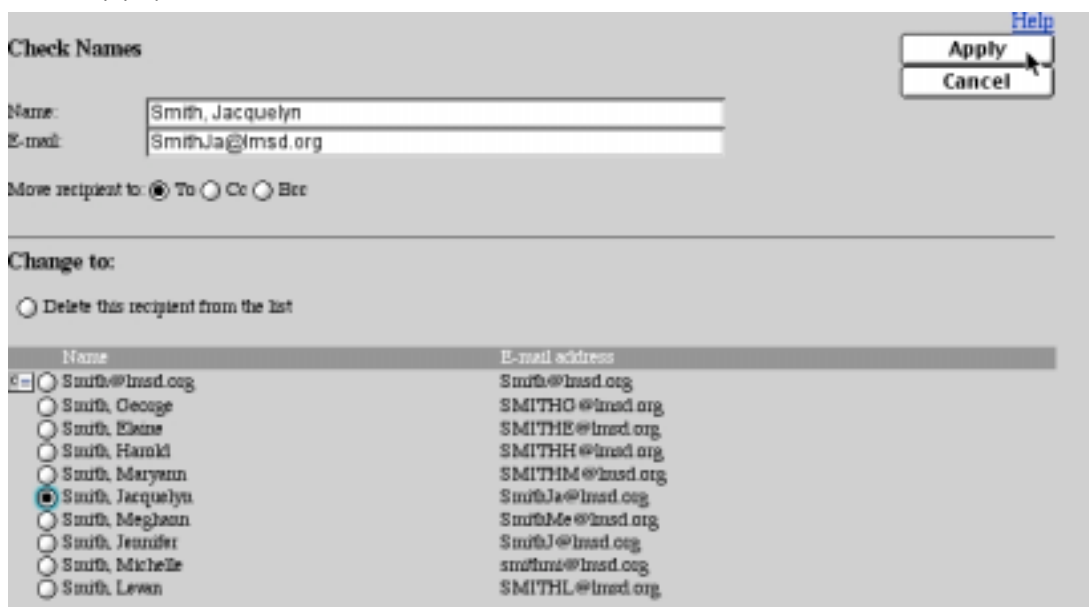 Help
Check Names
Apply
Cancel
Name: Smith, Jacquelyn
E-mail: SmithJa@lmsd.org
Move recipient to: To Cc Bcc
Change to:
Delete this recipient from the list
Name E-mail address
Smith@lmsd.org Smith@lmsd.org
Smith, George SMITHG@lmsd.org
Smith, Elaine SMITHE@lmsd.org
Smith, Harold SMITHH@lmsd.org
Smith, Maryann SMITHM@lmsd.org
Smith, Jacquelyn SmithJa@lmsd.org
Smith, Meghann SmithMe@lmsd.org
Smith, Jennifer SmithJ@lmsd.org
Smith, Michelle smithmi@lmsd.org
Smith, Levan SMITHL@lmsd.org